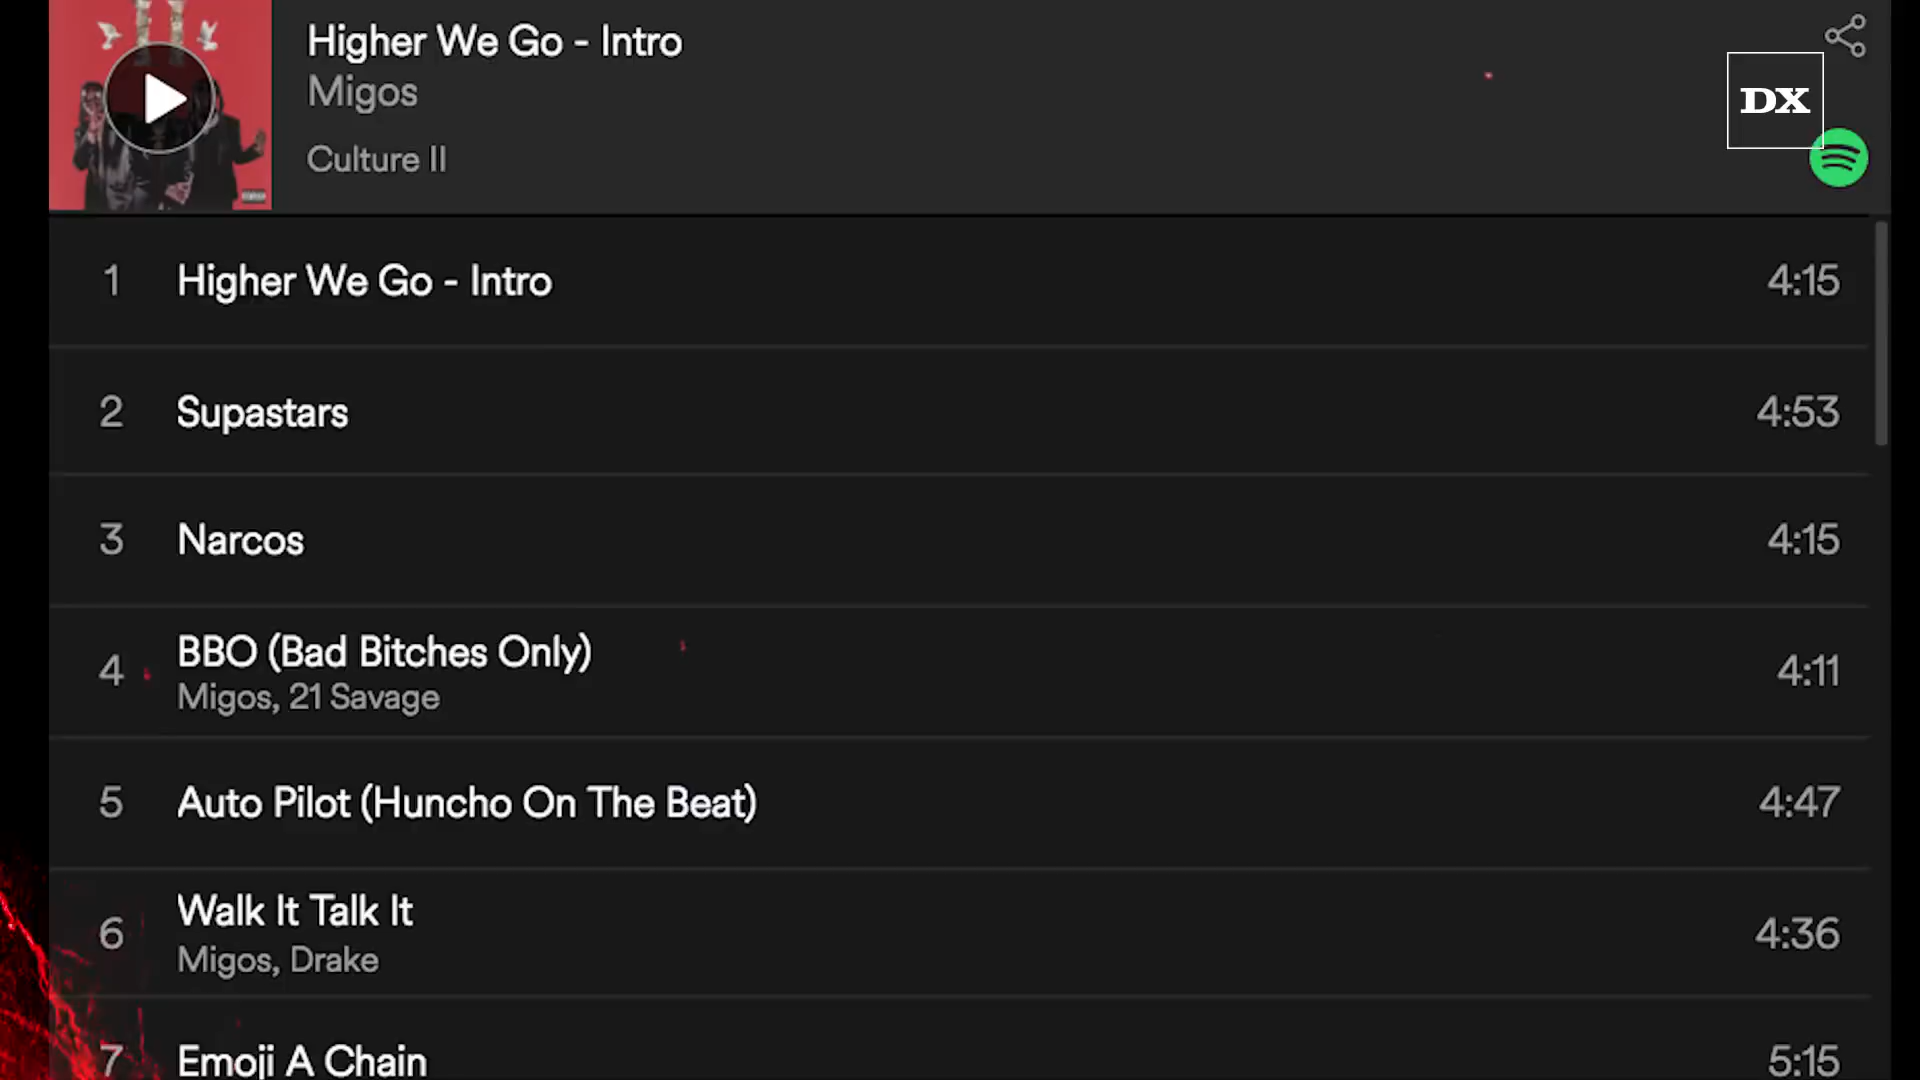 Higher We Go - Intro
Migos
Culture II
DX
1 Higher We Go - Intro 4:15
2 Supastars 4:53
3 Narcos 4:15
4 BBO (Bad Bitches Only) 4:11
Migos, 21 Savage
5 Auto Pilot (Huncho On The Beat) 4:47
6 Walk It Talk It 4:36
Migos, Drake
7 Emoji A Chain 5:15